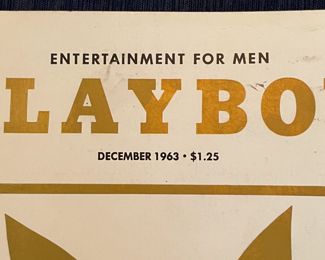 ENTERTAINMENT FOR MEN
LAYBO
DECEMBER 1963 • $1.25